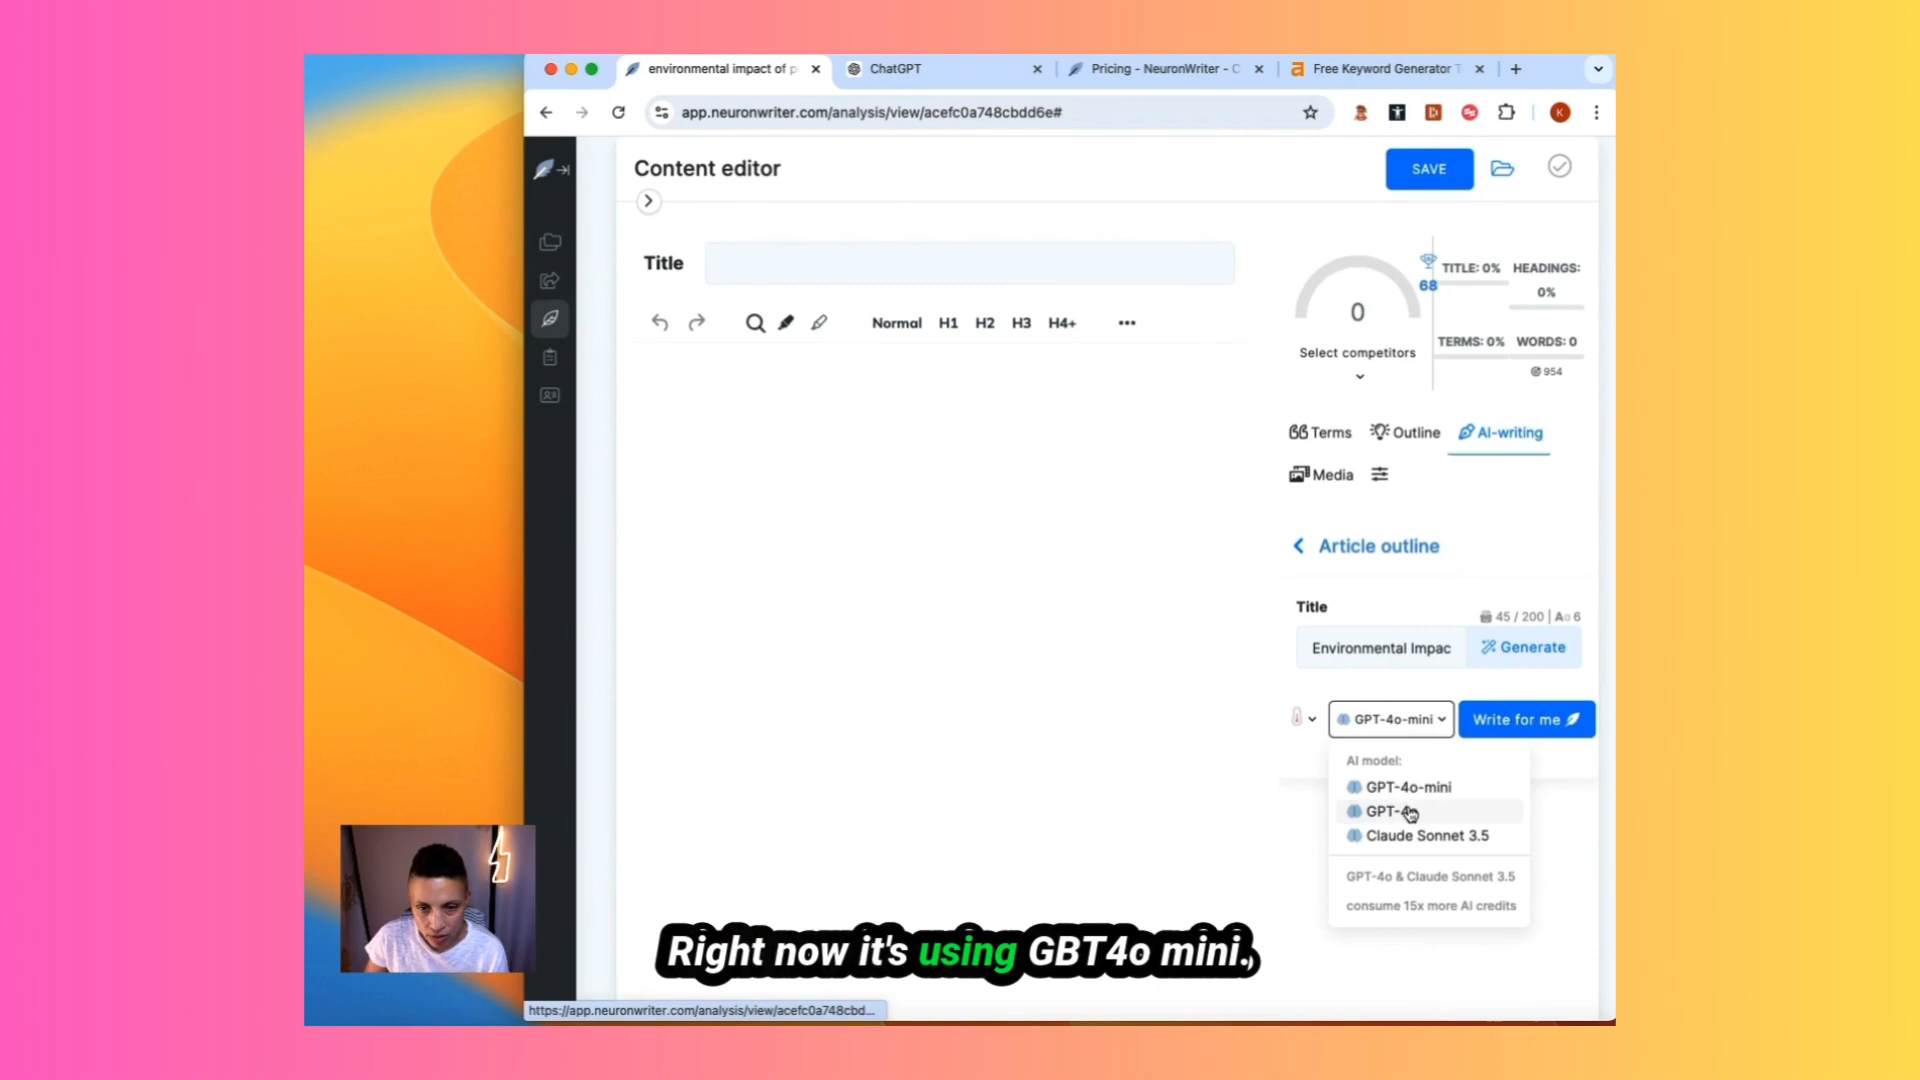 environmental impact of p
ChatGPT
Pricing - NeuronWriter - C
Free Keyword Generator T
app.neuronwriter.com/analysis/view/acefc0a748cbdd6e#
K
Content editor
SAVE
Title
Normal H1 H2 H3 H4+
0
Select competitors
68
TITLE: 0% HEADINGS: 0%
TERMS: 0% WORDS: 0
954
Terms Outline AI-writing
Media
Article outline
Title
45 / 200 | A 6
Environmental Impac Generate
GPT-4o-mini Write for me
AI model:
GPT-4o-mini
GPT-4o
Claude Sonnet 3.5
GPT-4o & Claude Sonnet 3.5
consume 15x more AI credits
Right now it's using GBT4o mini.,
https://app.neuronwriter.com/analysis/view/acefc0a748cbd...